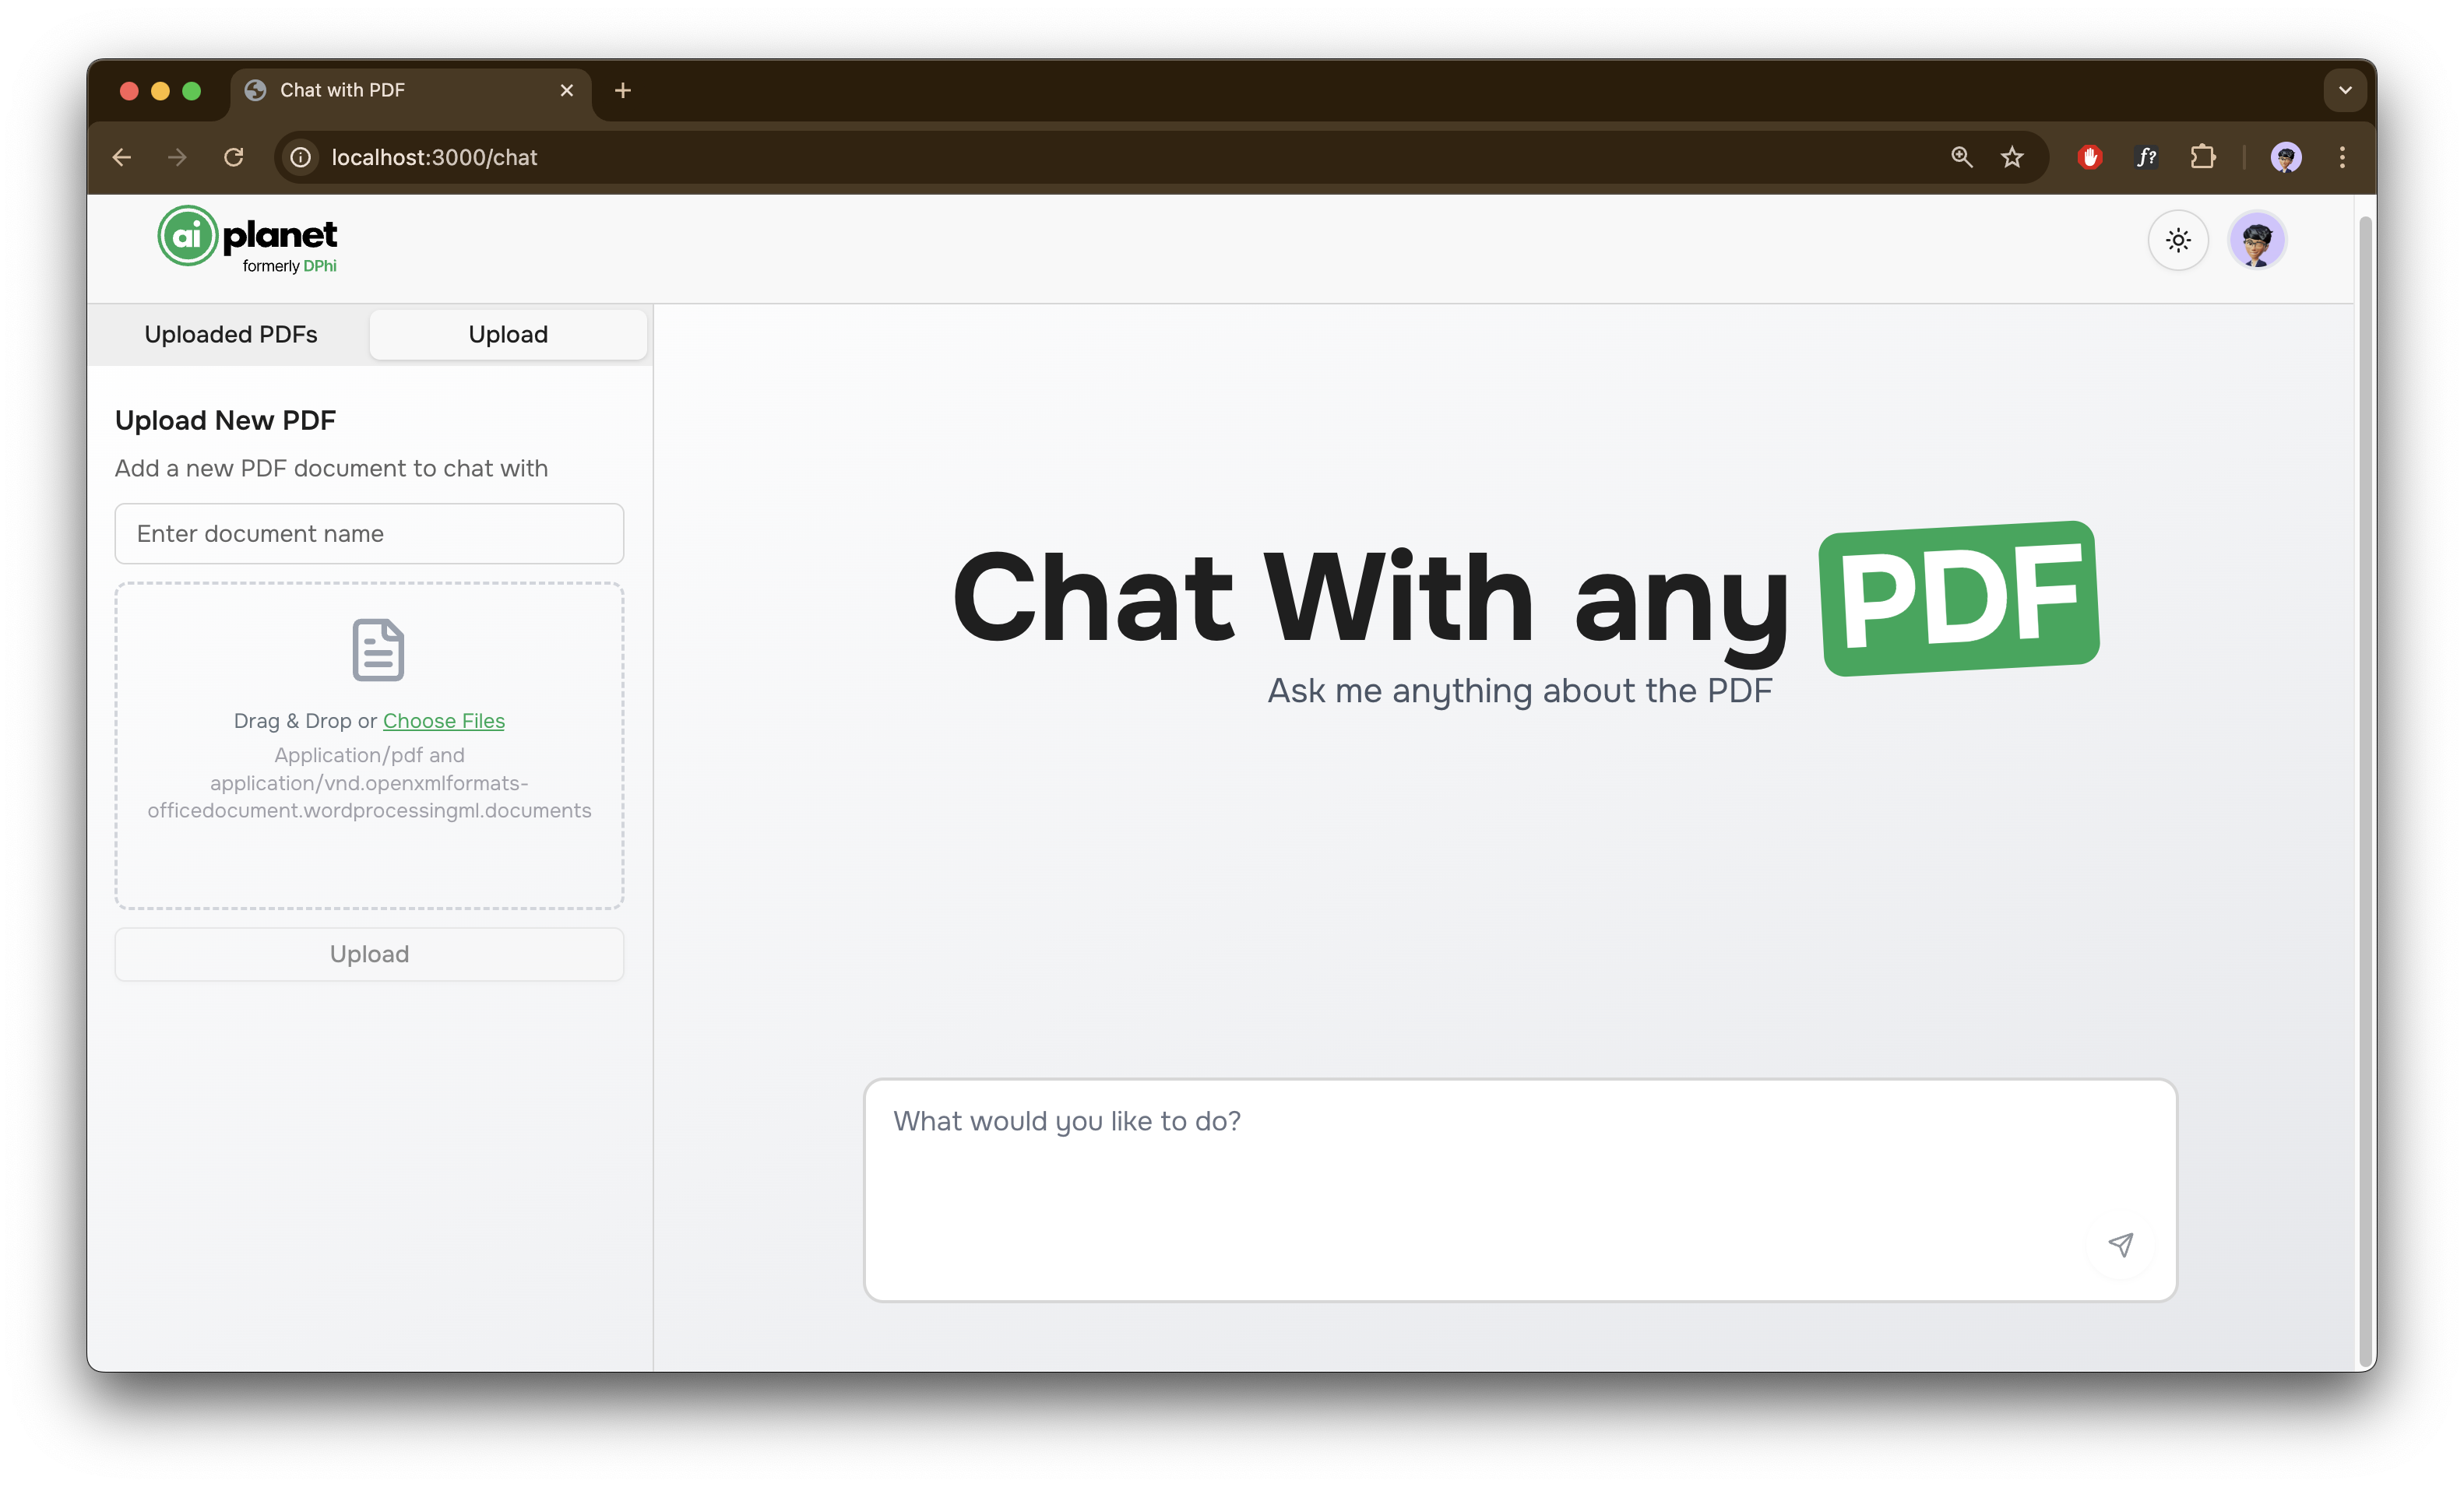 Chat with PDF
localhost:3000/chat
f?
ai planet
formerly DPhi
Uploaded PDFs
Upload
Upload New PDF
Add a new PDF document to chat with
Enter document name
Drag & Drop or Choose Files
Application/pdf and
application/vnd.openxmlformats-
officedocument.wordprocessingml.documents
Upload
Chat With any PDF
Ask me anything about the PDF
What would you like to do?